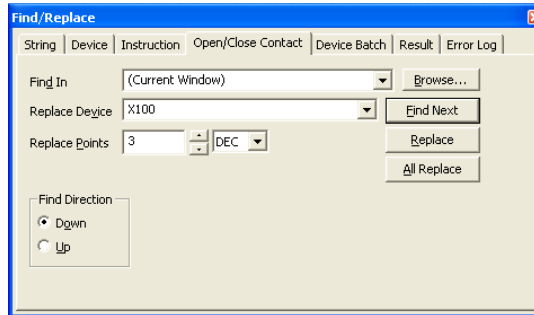 Find/Replace
String Device Instruction Open/Close Contact Device Batch Result Error Log
Find In (Current Window) Browse...
Replace Device X100 Find Next
Replace Points 3 DEC Replace
All Replace
Find Direction
Down
Up